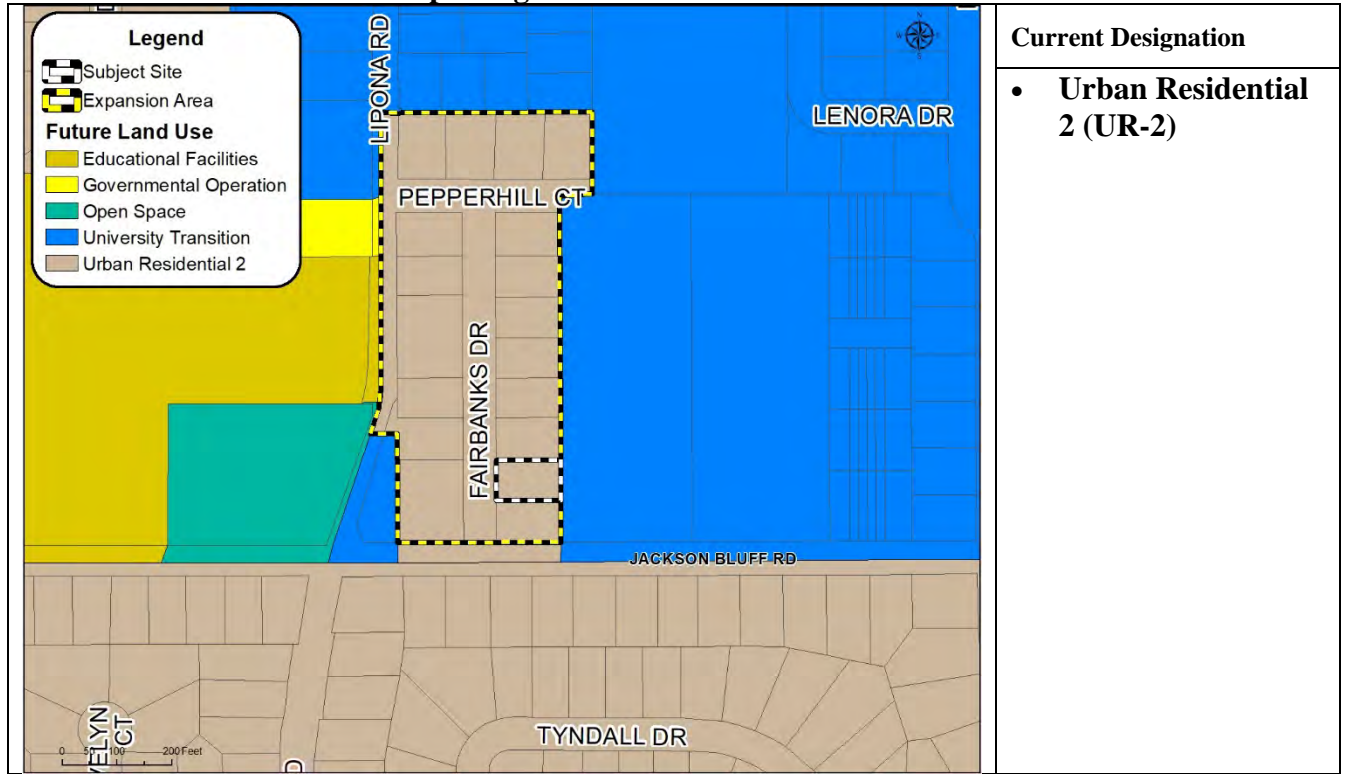 Legend
Subject Site
Expansion Area
Future Land Use
Educational Facilities
Governmental Operation
Open Space
University Transition
Urban Residential 2
LIPONA RD
N
LENORA DR
PEPPERHILL CT
FAIRBANKS DR
JACKSON BLUFF RD
TYNDALL DR
CT
0 50 100 200 Feet
Current Designation
• Urban Residential
2 (UR-2)